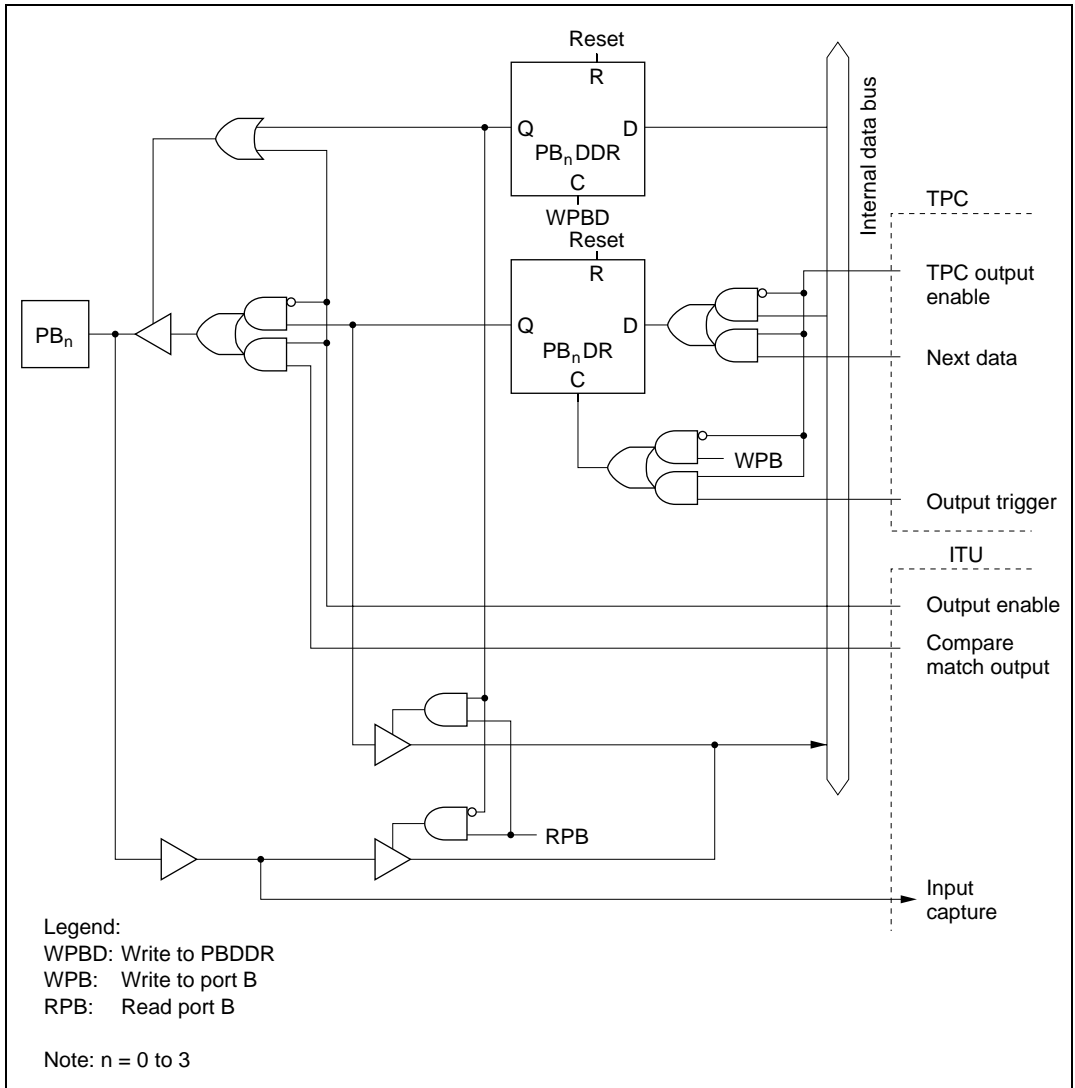 Reset
R
Q
D
PBnDDR
C
WPBD
Internal data bus
TPC
Reset
R
TPC output
enable
PBn
Q
D
PBnDR
Next data
C
WPB
Output trigger
ITU
Output enable
Compare
match output
RPB
Input
capture
Legend:
WPBD: Write to PBDDR
WPB: Write to port B
RPB: Read port B
Note: n = 0 to 3